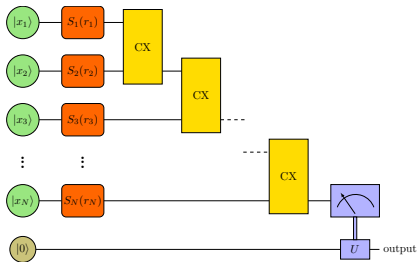 |x₁⟩ S₁(r₁)
CX
|x₂⟩ S₂(r₂)
CX
|x₃⟩ S₃(r₃)
⋮ ⋮
CX
|x_N⟩ S_N(r_N)
|0⟩ U output